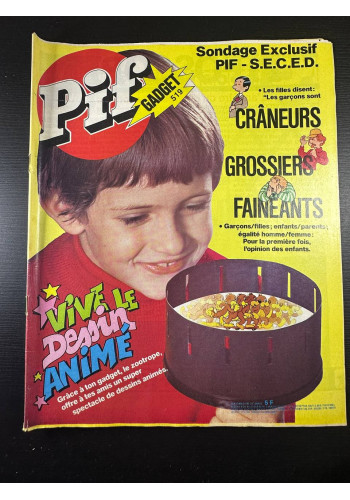 Sondage Exclusif
PIF - S.E.C.E.D.
Pif
GADGET
519
• Les filles disent:
"Les garçons sont
CRÂNEURS
GROSSIERS
FAINEANTS
• Garçons/filles; enfants/parents;
égalité homme/femme:
Pour la première fois,
l'opinion des enfants.
VIVE LE
Dessin
ANIMÉ
Grâce à ton gadget, le zootrope,
offre à tes amis un super
spectacle de dessins animés.
5 F